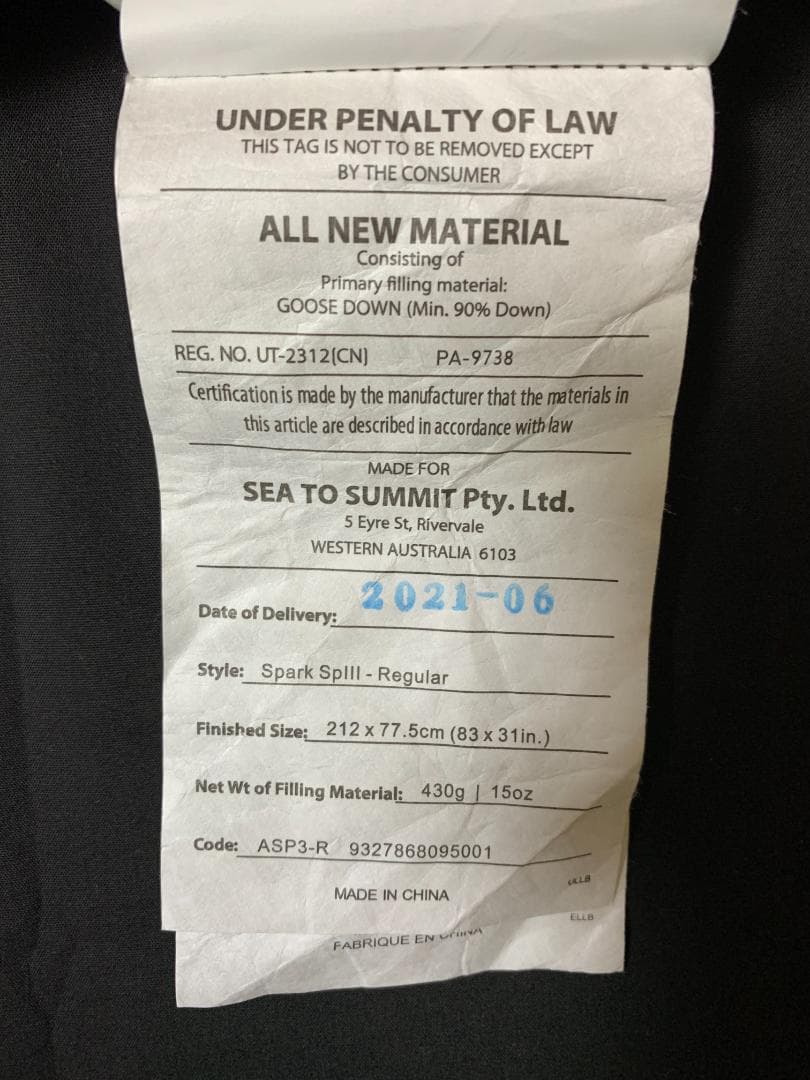 UNDER PENALTY OF LAW
THIS TAG IS NOT TO BE REMOVED EXCEPT
BY THE CONSUMER
ALL NEW MATERIAL
Consisting of
Primary filling material:
GOOSE DOWN (Min. 90% Down)
REG. NO. UT-2312(CN) PA-9738
Certification is made by the manufacturer that the materials in
this article are described in accordance with law
MADE FOR
SEA TO SUMMIT Pty. Ltd.
5 Eyre St, Rivervale
WESTERN AUSTRALIA 6103
Date of Delivery: 2021-06
Style: Spark SpIII - Regular
Finished Size: 212 x 77.5cm (83 x 31in.)
Net Wt of Filling Material: 430g | 15oz
Code: ASP3-R 9327868095001
MADE IN CHINA
ELLB
FABRIQUE EN CHINA